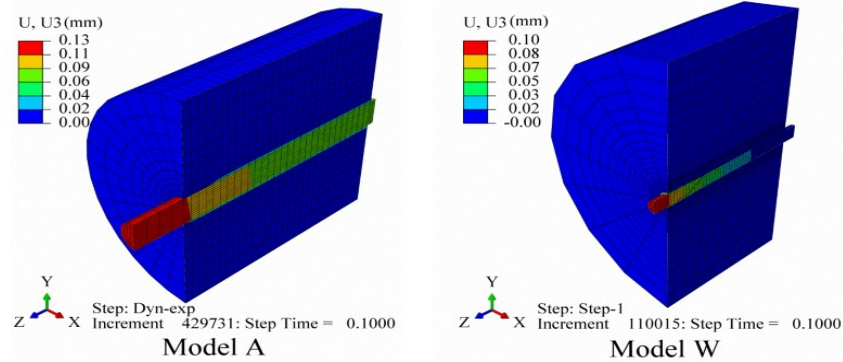 U, U3 (mm)
0.13
0.11
0.09
0.06
0.04
0.02
0.00
Y
Z X
Step: Dyn-exp
Increment 429731: Step Time = 0.1000
Model A
U, U3 (mm)
0.10
0.08
0.07
0.05
0.03
0.02
-0.00
Y
Z X
Step: Step-1
Increment 110015: Step Time = 0.1000
Model W